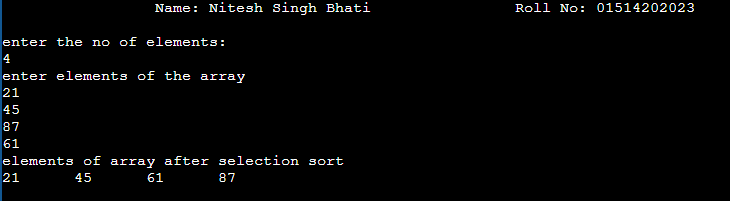 Name: Nitesh Singh Bhati Roll No: 01514202023
enter the no of elements:
4
enter elements of the array
21
45
87
61
elements of array after selection sort
21 45 61 87